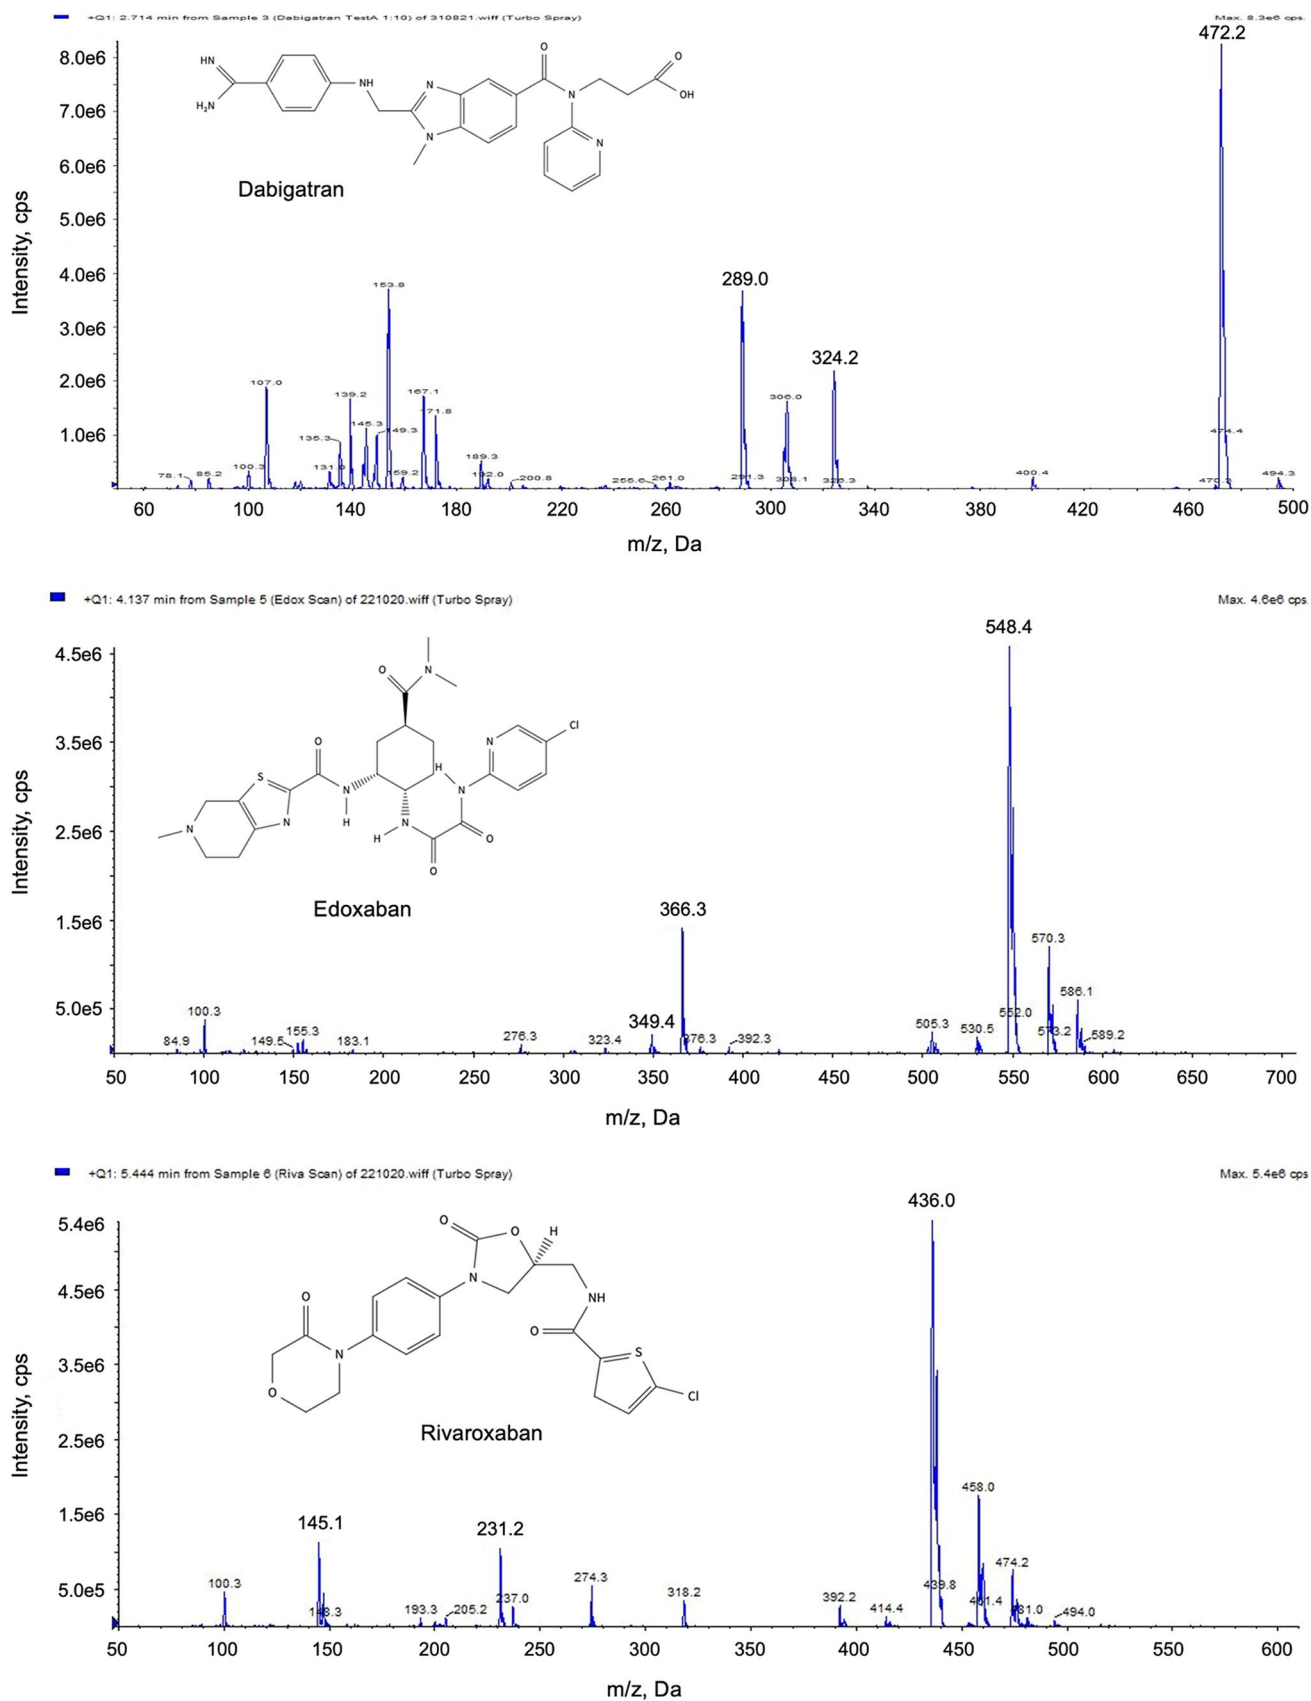 +Q1: 2.714 min from Sample 3 (Dabigatran TestA 1:10) of 310821.wiff (Turbo Spray)
Max. 8.3e6 cps.
472.2
8.0e6
7.0e6
6.0e6
5.0e6
4.0e6
3.0e6
2.0e6
1.0e6
Intensity, cps
HN
H₂N
NH
N
N
O
N
O
OH
N
Dabigatran
153.8
289.0
324.2
107.0
139.2
167.1
306.0
171.8
145.3
149.3
135.3
474.4
189.3
100.3
131.0
159.2
192.0
78.1
85.2
200.8
255.6
261.0
291.3
308.1
400.4
494.3
60
100
140
180
220
260
300
340
380
420
460
500
m/z, Da
+Q1: 4.137 min from Sample 5 (Edox Scan) of 221020.wiff (Turbo Spray)
Max. 4.6e6 cps.
548.4
4.5e6
3.5e6
2.5e6
1.5e6
5.0e5
Intensity, cps
O
N
Cl
N
O
H
S
N
N
H
N
N
N
H
O
O
Edoxaban
366.3
570.3
586.1
349.4
100.3
552.0
505.3
530.5
573.2
589.2
84.9
149.5
155.3
183.1
276.3
323.4
376.3
392.3
50
100
150
200
250
300
350
400
450
500
550
600
650
700
m/z, Da
+Q1: 5.444 min from Sample 6 (Riva Scan) of 221020.wiff (Turbo Spray)
Max. 5.4e6 cps.
436.0
5.4e6
4.5e6
3.5e6
2.5e6
1.5e6
5.0e5
Intensity, cps
O
O
H
N
O
NH
O
N
S
O
Cl
Rivaroxaban
458.0
145.1
231.2
474.2
100.3
274.3
318.2
439.8
237.0
392.2
461.4
148.3
193.3
205.2
414.4
481.0
494.0
50
100
150
200
250
300
350
400
450
500
550
600
m/z, Da